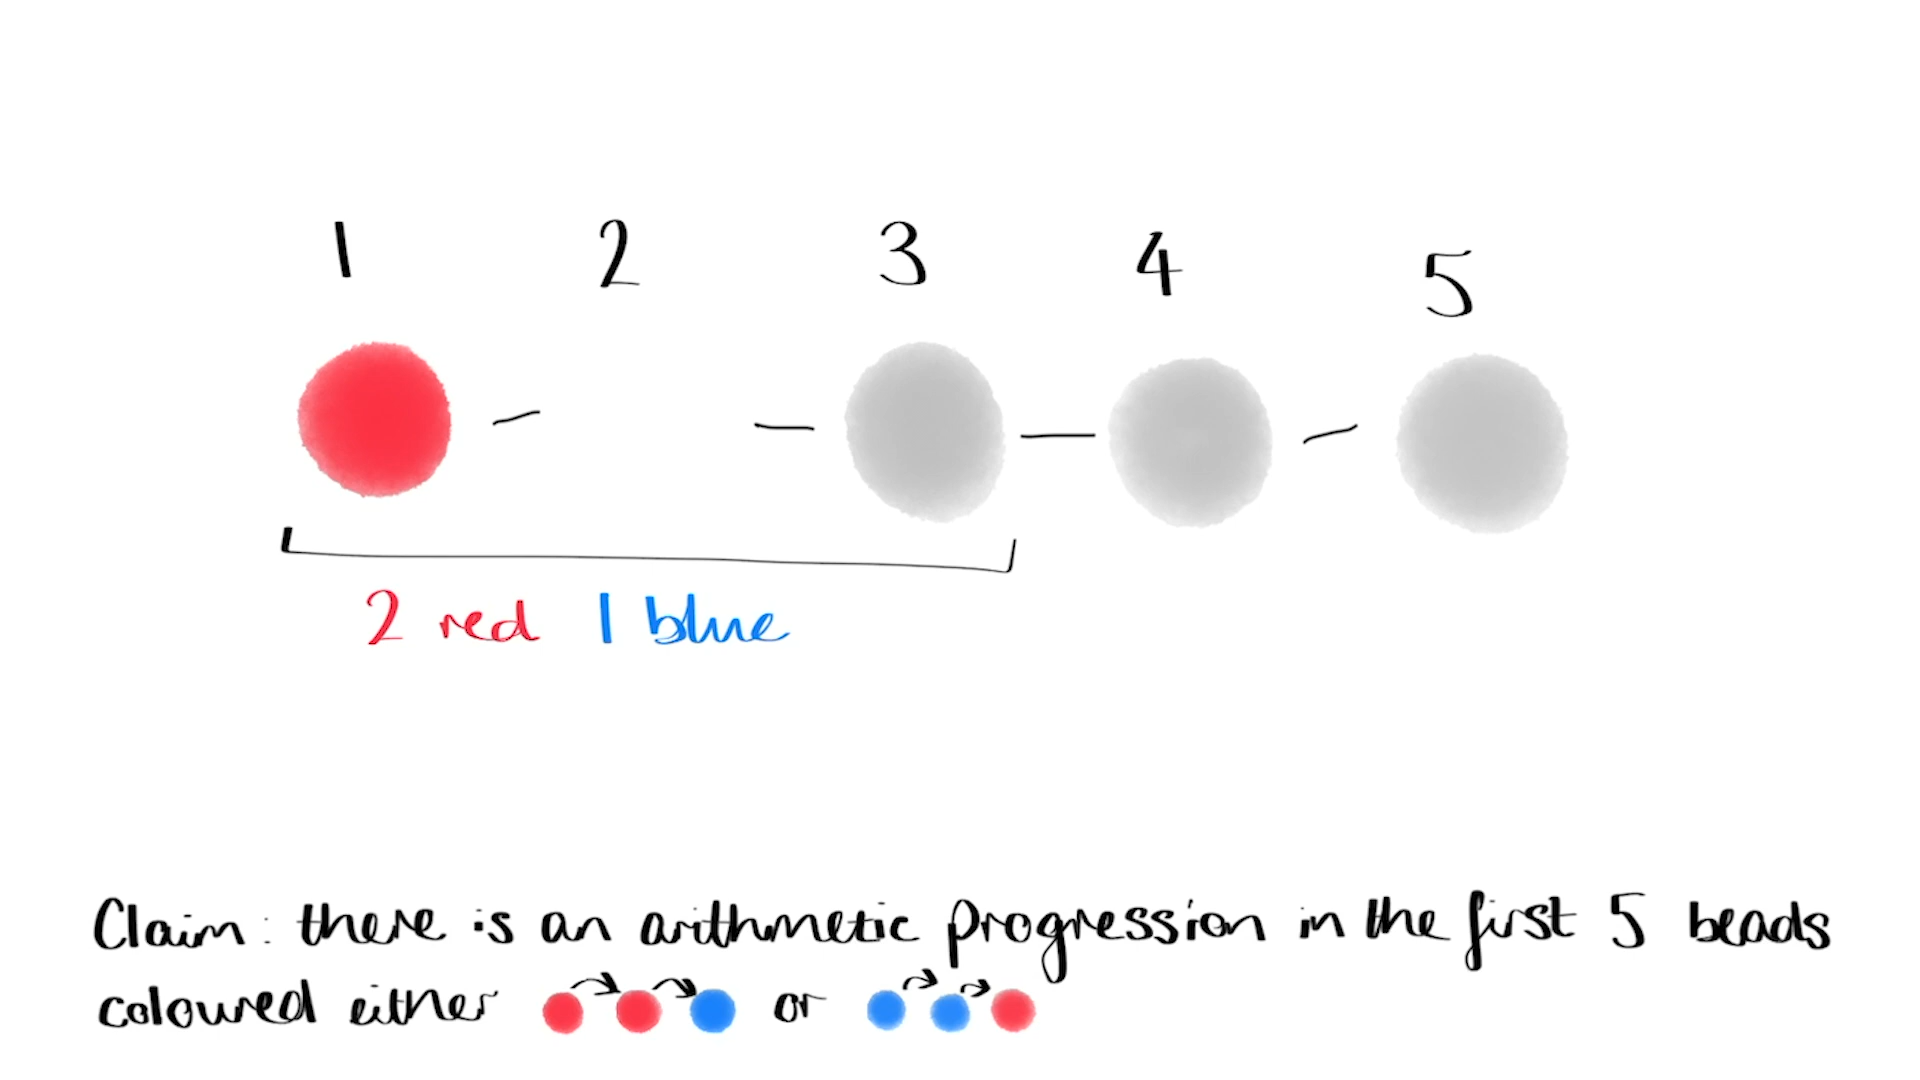 1 2 3 4 5
2 red 1 blue
Claim: there is an arithmetic progression in the first 5 beads
coloured either or